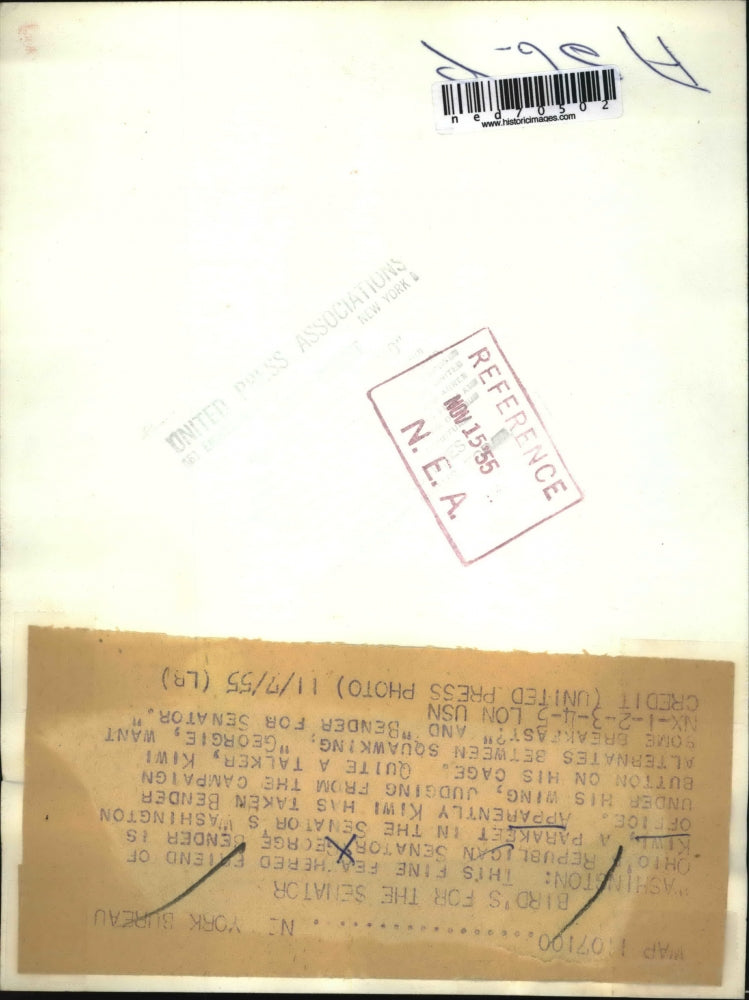 A 26-B
ned70502
www.historicimages.com
UNITED PRESS ASSOCIATIONS
NEW YORK
REFERENCE
NOV 15 '55
N. E. A.
WAP 1107100 ................. N YORK BUREAU
BIRD'S FOR THE SENATOR
WASHINGTON: THIS FINE FEATHERED FRIEND OF
OHIO'S REPUBLICAN SENATOR GEORGE BENDER IS
KIWI, A PARAKEET IN THE SENATOR'S WASHINGTON
OFFICE. APPARENTLY KIWI HAS TAKEN BENDER
UNDER HIS WING, JUDGING FROM THE CAMPAIGN
BUTTON ON HIS CAGE. QUITE A TALKER, KIWI
ALTERNATES BETWEEN SQUAWKING, "GEORGIE, WANT
SOME BREAKFAST?" AND "BENDER FOR SENATOR."
NX-1-2-3-4-5 LON USN
CREDIT (UNITED PRESS PHOTO) 11/7/55 (LR)